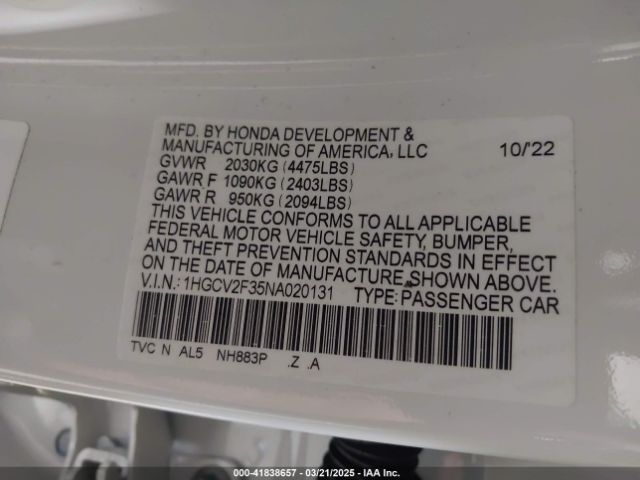 MFD. BY HONDA DEVELOPMENT &
MANUFACTURING OF AMERICA, LLC 10/'22
GVWR 2030KG (4475LBS)
GAWR F 1090KG (2403LBS)
GAWR R 950KG (2094LBS)
THIS VEHICLE CONFORMS TO ALL APPLICABLE
FEDERAL MOTOR VEHICLE SAFETY, BUMPER,
AND THEFT PREVENTION STANDARDS IN EFFECT
ON THE DATE OF MANUFACTURE SHOWN ABOVE.
V.I.N.: 1HGCV2F35NA020131 TYPE: PASSENGER CAR
TVC N AL5 NH883P .Z .A
000-41838657 - 03/21/2025 - IAA Inc.